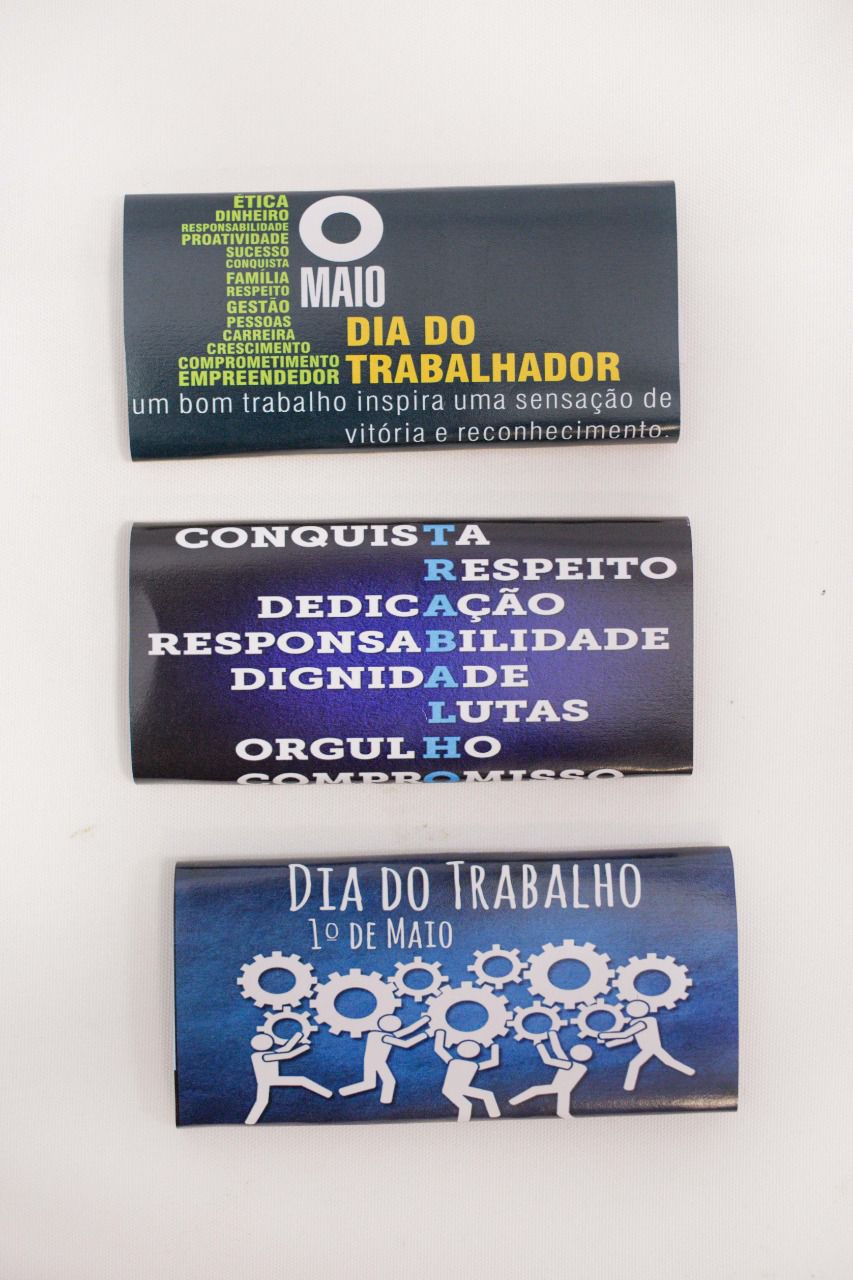 ÉTICA
DINHEIRO
RESPONSABILIDADE
PROATIVIDADE
SUCESSO
CONQUISTA
FAMÍLIA
RESPEITO
GESTÃO
PESSOAS
CARREIRA
CRESCIMENTO
COMPROMETIMENTO
EMPREENDEDOR
O
MAIO
DIA DO
TRABALHADOR
um bom trabalho inspira uma sensação de
vitória e reconhecimento.
CONQUISTA
RESPEITO
DEDICAÇÃO
RESPONSABILIDADE
DIGNIDADE
LUTAS
ORGULHO
COMPROMISSO
DIA DO TRABALHO
1º DE MAIO